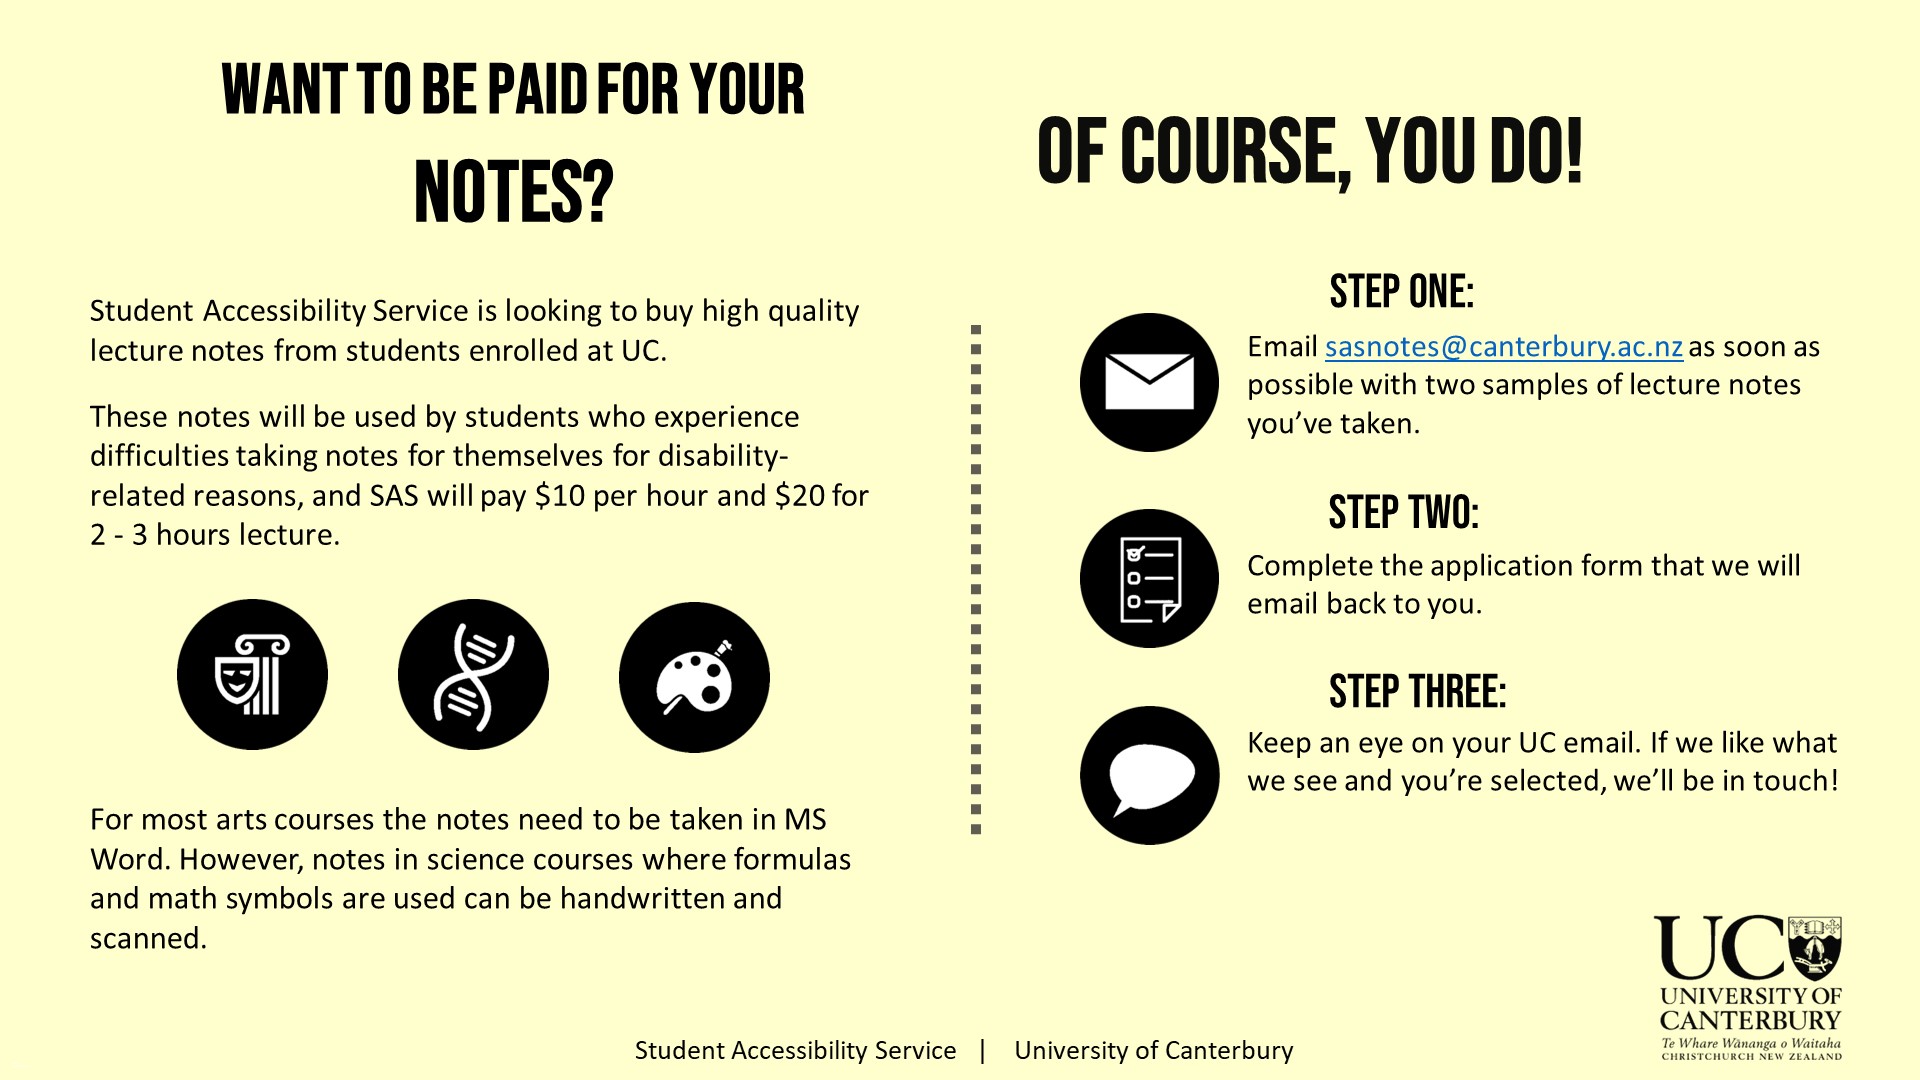 WANT TO BE PAID FOR YOUR
NOTES?
Student Accessibility Service is looking to buy high quality
lecture notes from students enrolled at UC.
These notes will be used by students who experience
difficulties taking notes for themselves for disability-
related reasons, and SAS will pay $10 per hour and $20 for
2 - 3 hours lecture.
For most arts courses the notes need to be taken in MS
Word. However, notes in science courses where formulas
and math symbols are used can be handwritten and
scanned.
OF COURSE, YOU DO!
STEP ONE:
Email sasnotes@canterbury.ac.nz as soon as
possible with two samples of lecture notes
you’ve taken.
STEP TWO:
Complete the application form that we will
email back to you.
STEP THREE:
Keep an eye on your UC email. If we like what
we see and you’re selected, we’ll be in touch!
UC
UNIVERSITY OF
CANTERBURY
Te Whare Wānanga o Waitaha
CHRISTCHURCH NEW ZEALAND
Student Accessibility Service | University of Canterbury